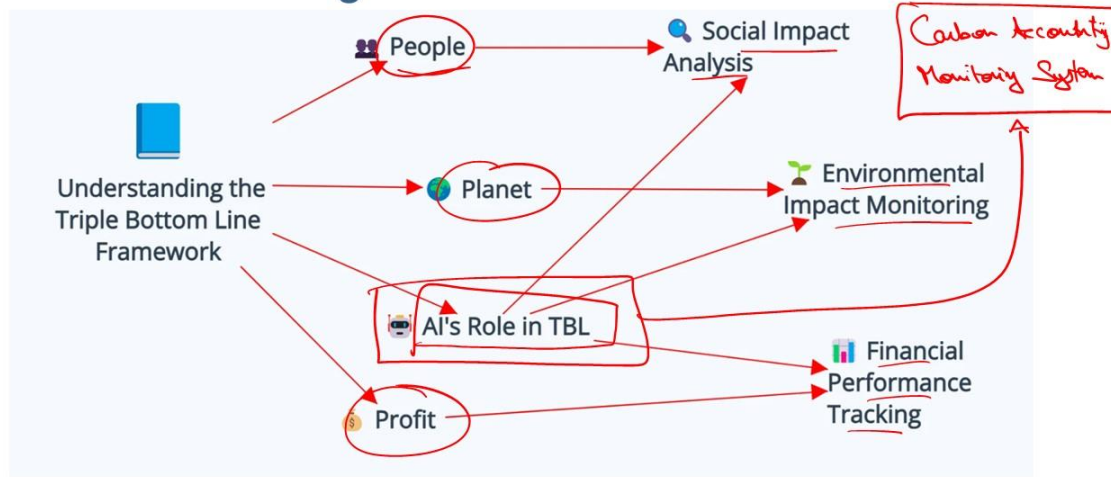 People
Social Impact
Analysis
Carbon Accounting
Monitoring System
Understanding the
Triple Bottom Line
Framework
Planet
Environmental
Impact Monitoring
AI's Role in TBL
Financial
Performance
Tracking
Profit